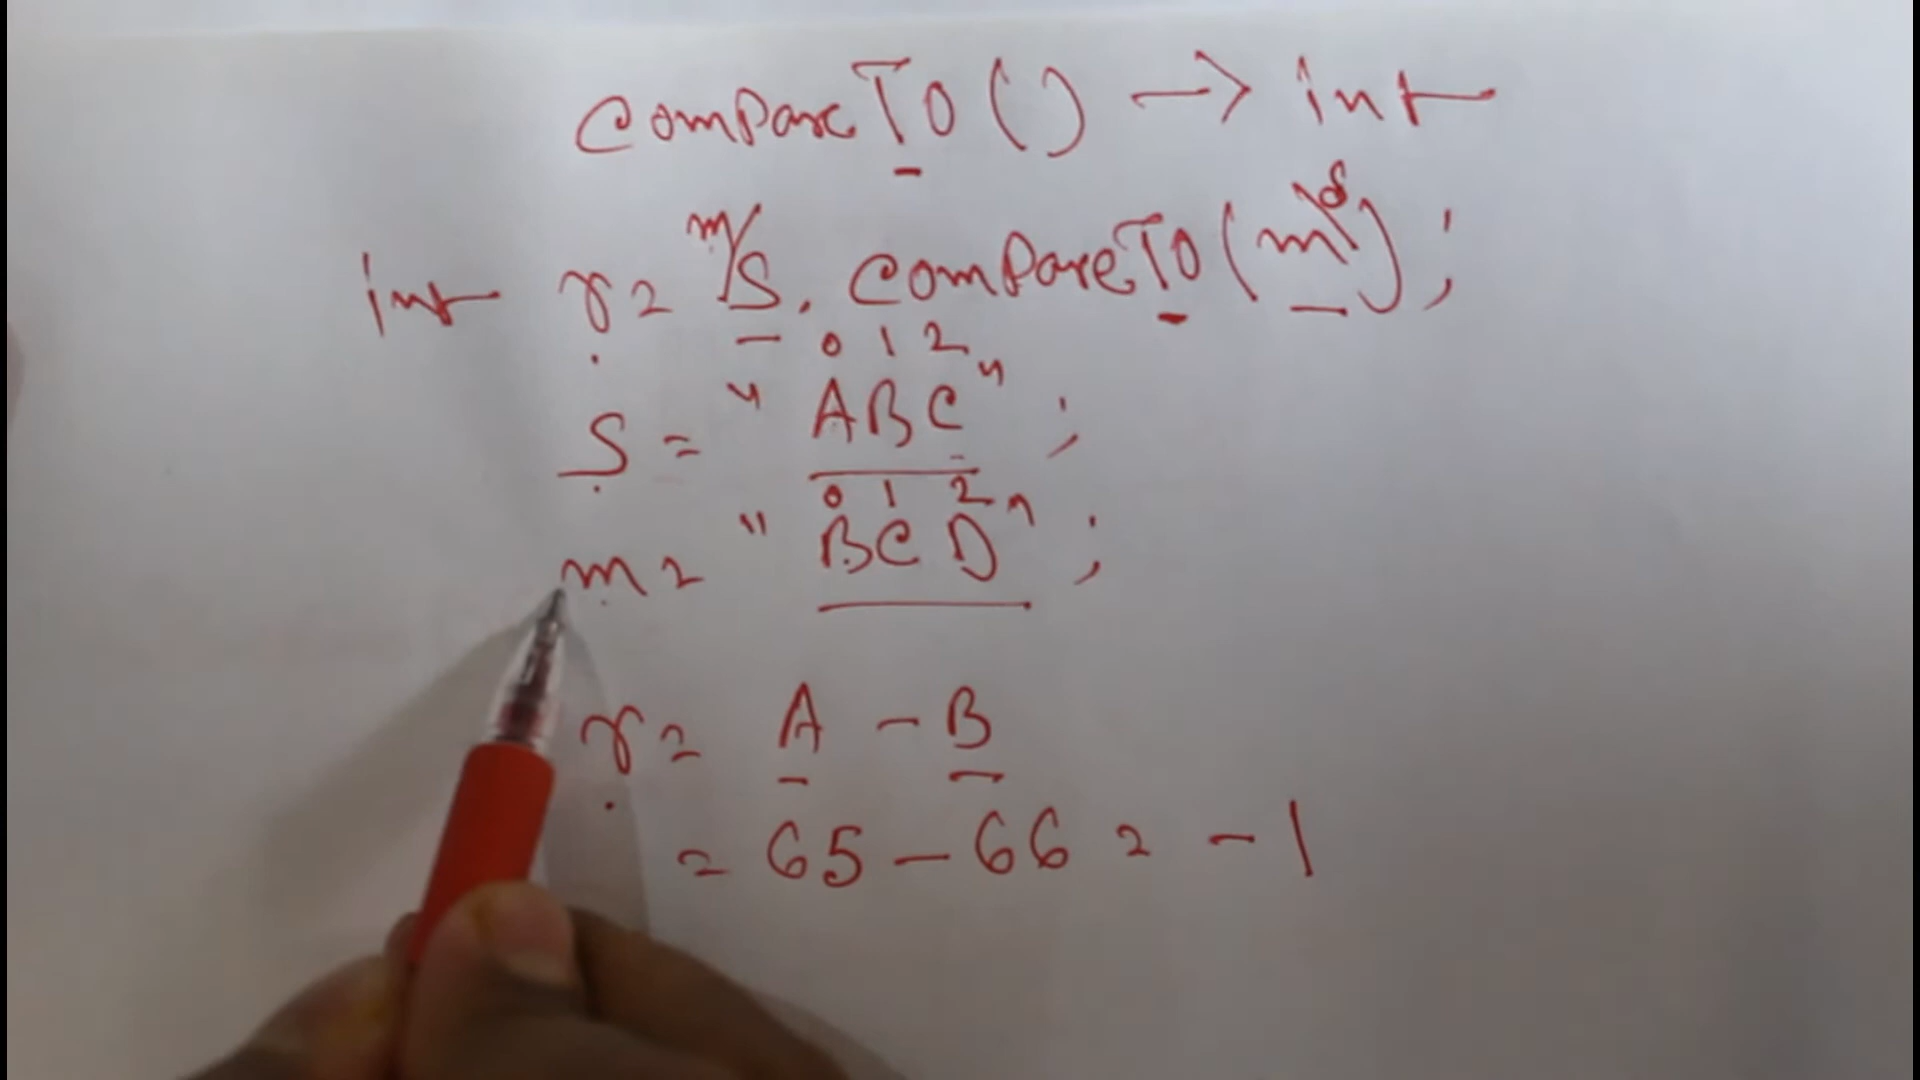 compareTo() -> int
int r = m/S.compareTo(m\s);
0 1 2
S = "ABC";
0 1 2
m = "BCD";
r = A - B
= 65 - 66 = -1